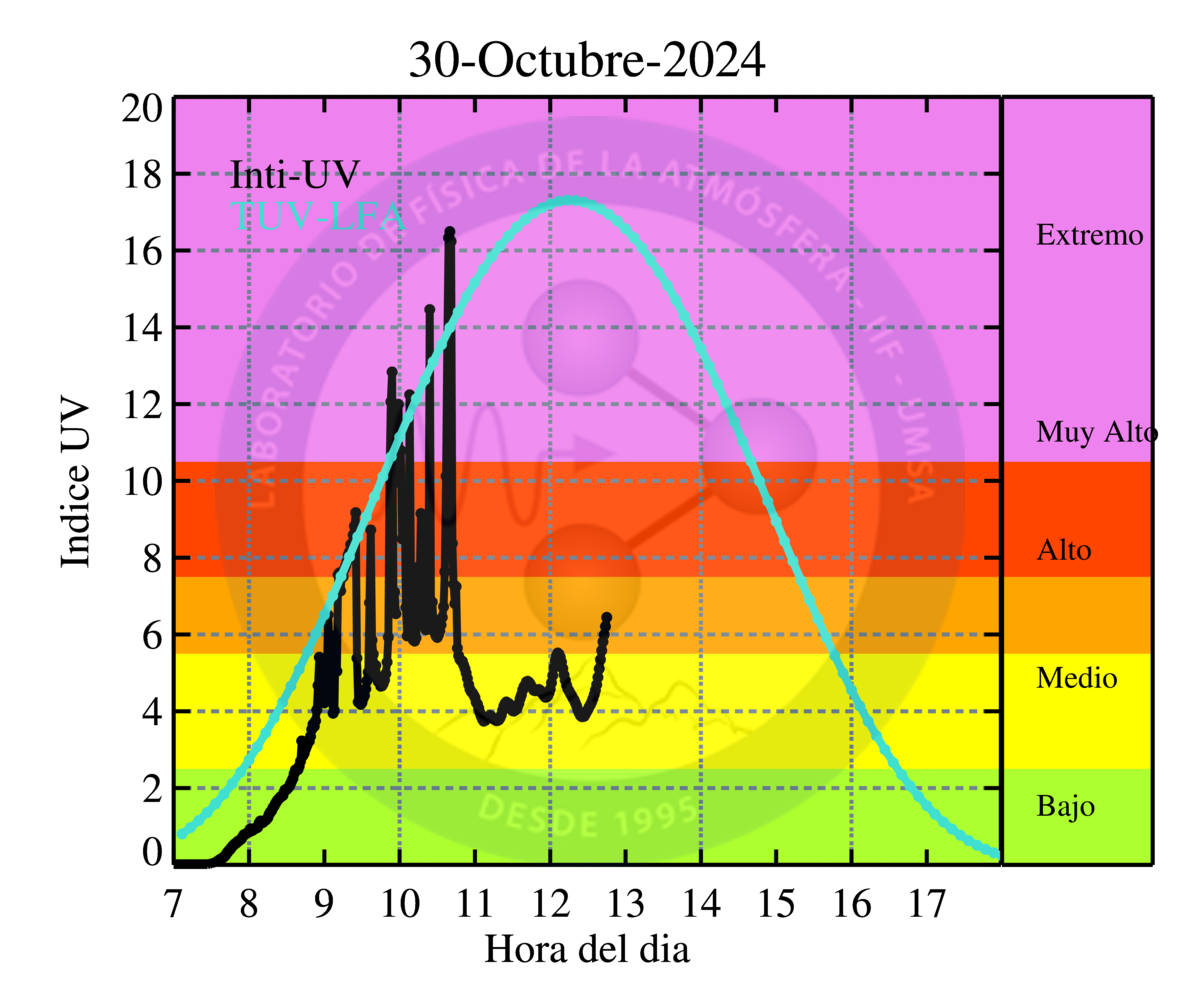 30-Octubre-2024
20
18
16
14
12
10
8
6
4
2
0
Indice UV
Inti-UV
TUV-LFA
LABORATORIO DE FÍSICA DE LA ATMÓSFERA - IIF - UMSA
DESDE 1995
Extremo
Muy Alto
Alto
Medio
Bajo
7 8 9 10 11 12 13 14 15 16 17
Hora del dia